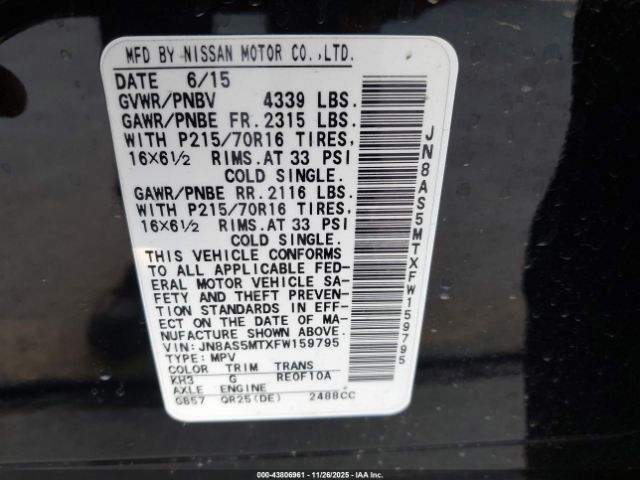 MFD BY NISSAN MOTOR CO.,LTD.
DATE 6/15
GVWR/PNBV 4339 LBS.
GAWR/PNBE FR. 2315 LBS.
WITH P215/70R16 TIRES,
16X6½ RIMS.AT 33 PSI
COLD SINGLE.
GAWR/PNBE RR. 2116 LBS.
WITH P215/70R16 TIRES,
16X6½ RIMS.AT 33 PSI
COLD SINGLE.
THIS VEHICLE CONFORMS
TO ALL APPLICABLE FED-
ERAL MOTOR VEHICLE SA-
FETY AND THEFT PREVEN-
TION STANDARDS IN EFF-
ECT ON THE DATE OF MA-
NUFACTURE SHOWN ABOVE.
VIN: JN8AS5MTXFW159795
TYPE: MPV
COLOR TRIM TRANS
KH3 G RE0F10A
AXLE ENGINE
GB57 QR25(DE) 2488CC
JN8AS5MTXFW159795
000-43806961 - 11/26/2025 - IAA Inc. Copyright